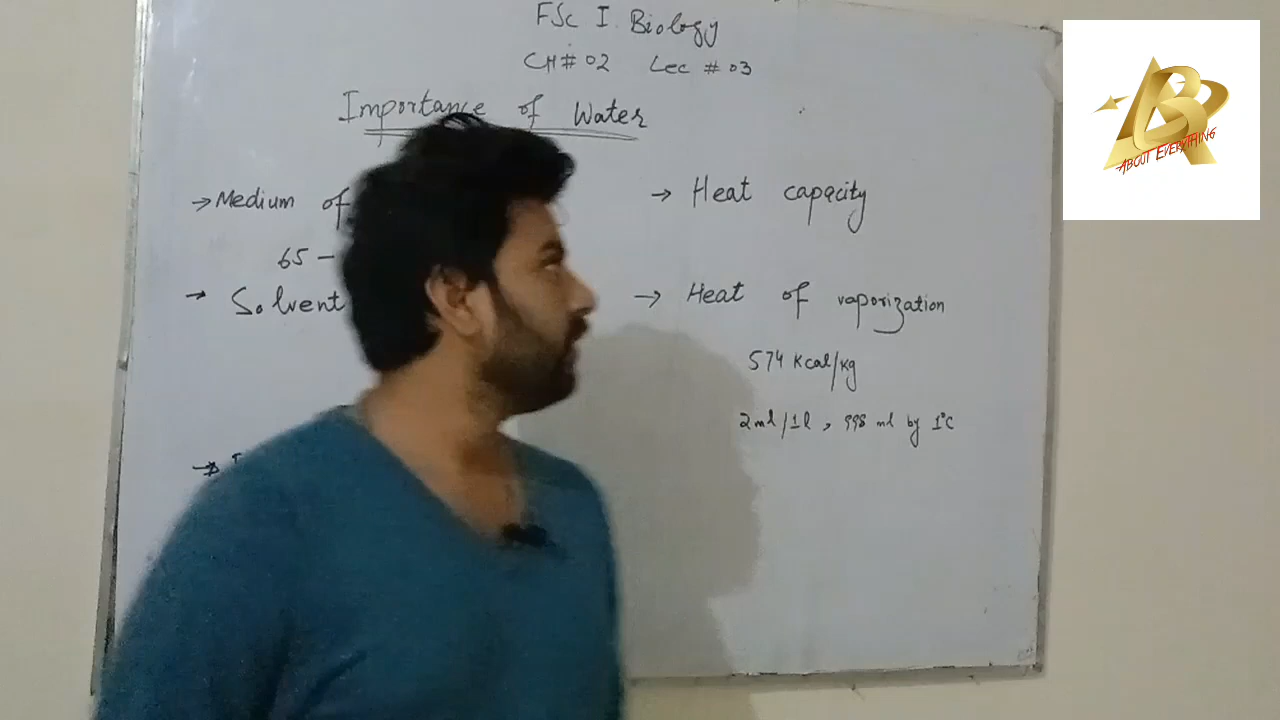 FSc I Biology
CH# 02 Lec # 03
Importance of Water
→ Medium of
65 –
→ Solvent
→
→ Heat capacity
→ Heat of vaporization
574 Kcal/kg
2ml/1l, 998 ml by 1°C
ABOUT EVERYTHING